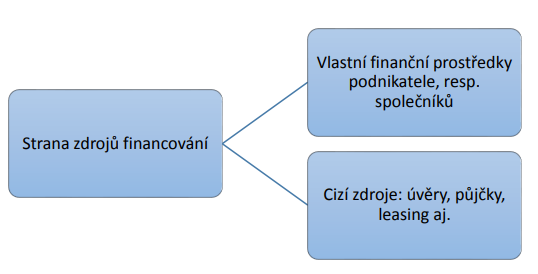 Strana zdrojů financování
Vlastní finanční prostředky
podnikatele, resp.
společníků
Cizí zdroje: úvěry, půjčky,
leasing aj.